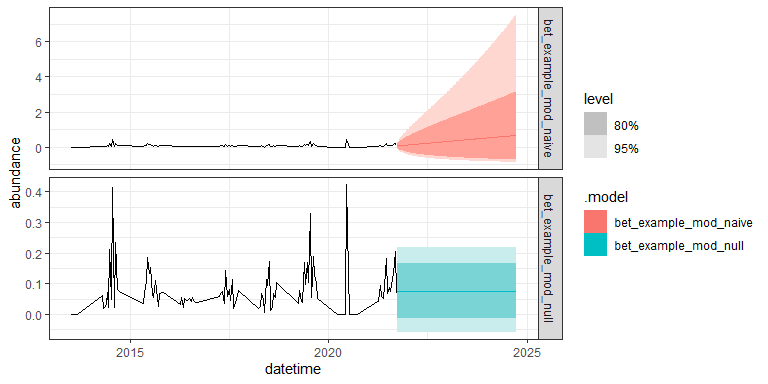 abundance
6
4
2
0
bet_example_mod_naive
0.4
0.3
0.2
0.1
0.0
bet_example_mod_null
2015
2020
2025
datetime
level
80%
95%
.model
bet_example_mod_naive
bet_example_mod_null